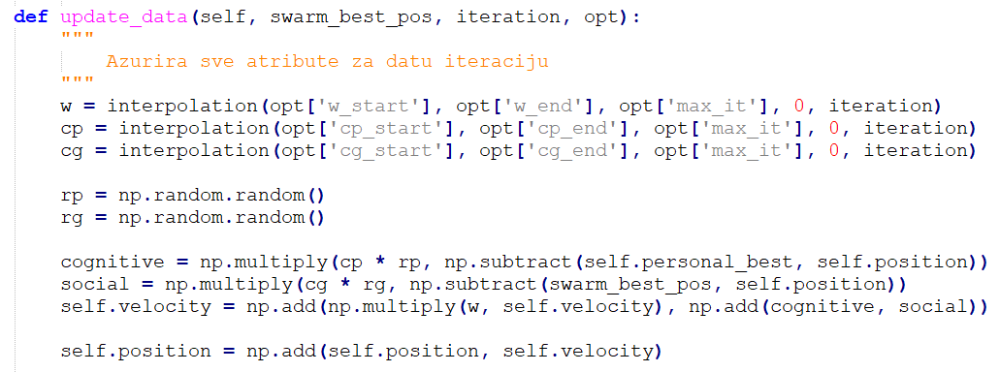 def update_data(self, swarm_best_pos, iteration, opt):
    """
        Azurira sve atribute za datu iteraciju
    """
    w = interpolation(opt['w_start'], opt['w_end'], opt['max_it'], 0, iteration)
    cp = interpolation(opt['cp_start'], opt['cp_end'], opt['max_it'], 0, iteration)
    cg = interpolation(opt['cg_start'], opt['cg_end'], opt['max_it'], 0, iteration)

    rp = np.random.random()
    rg = np.random.random()

    cognitive = np.multiply(cp * rp, np.subtract(self.personal_best, self.position))
    social = np.multiply(cg * rg, np.subtract(swarm_best_pos, self.position))
    self.velocity = np.add(np.multiply(w, self.velocity), np.add(cognitive, social))

    self.position = np.add(self.position, self.velocity)